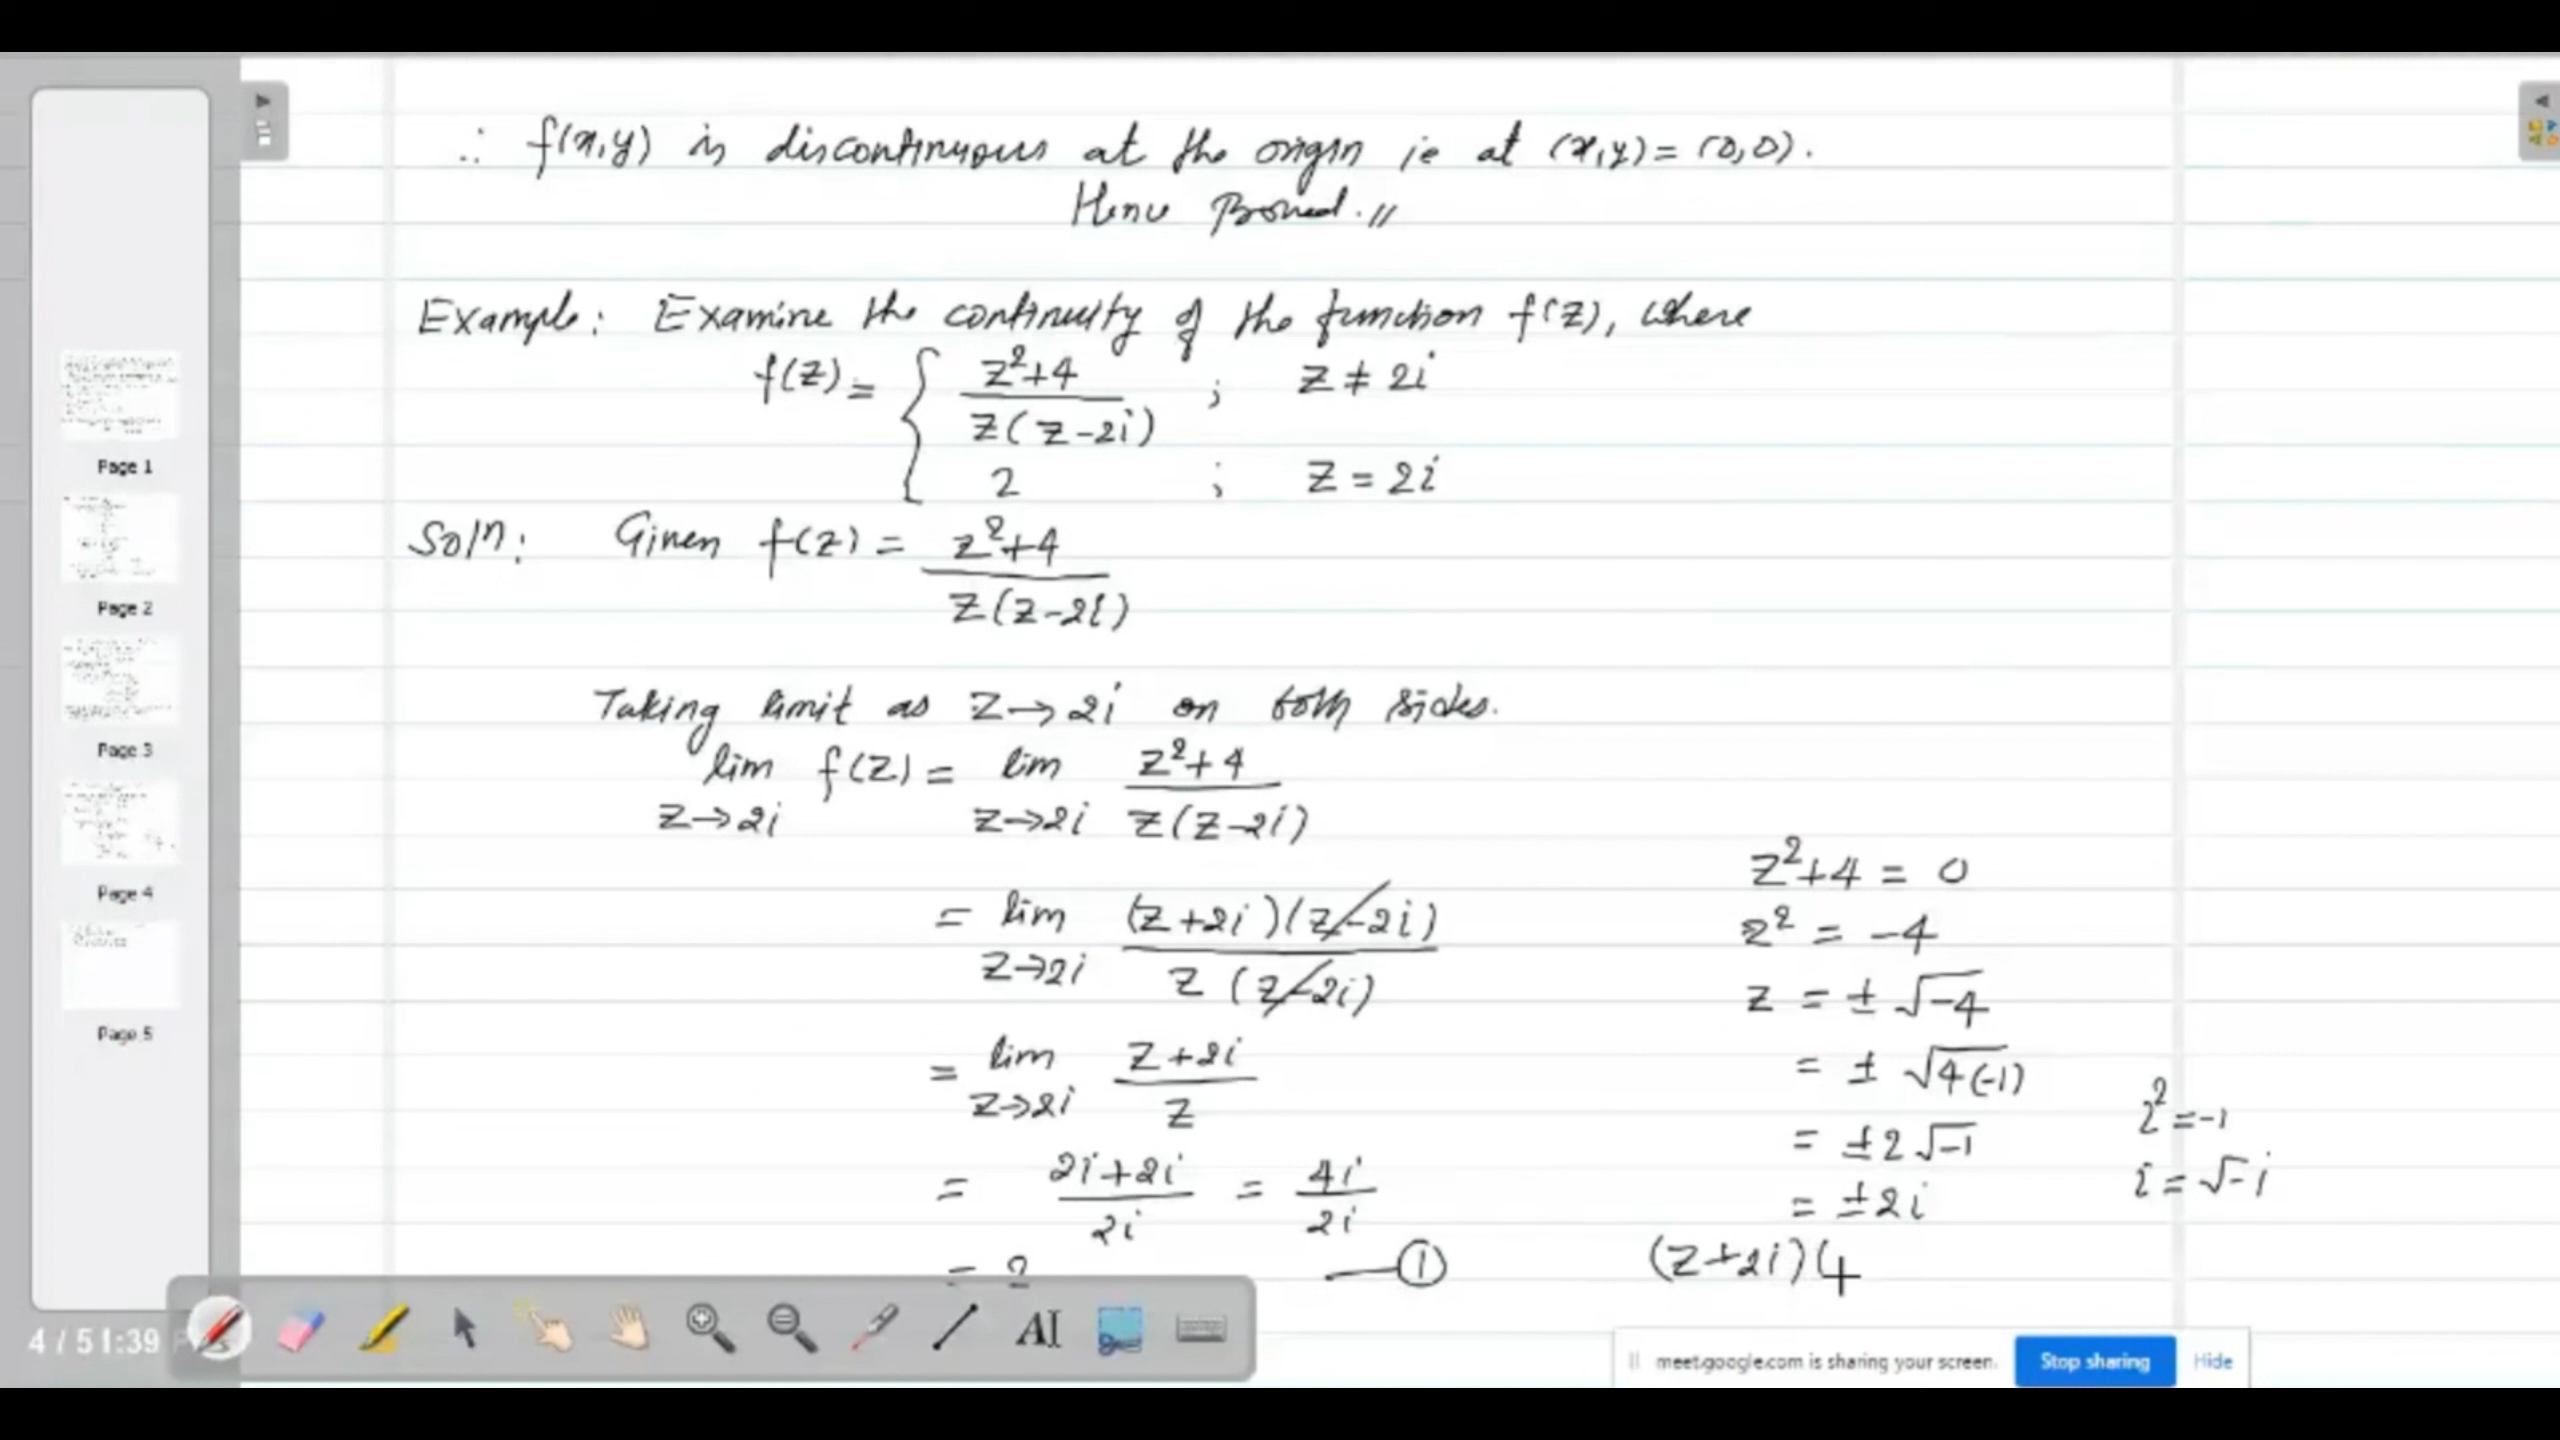 ∴ f(x,y) is discontinuous at the origin ie at (x,y) = (0,0).
Hence Proved. //
Example: Examine the continuity of the function f(z), where
f(z) = { z²+4 / z(z-2i) ; z ≠ 2i
2 ; z = 2i
Soln: Given f(z) = z²+4 / z(z-2i)
Taking limit as z→2i on both sides.
lim z→2i f(z) = lim z→2i z²+4 / z(z-2i)
= lim z→2i (z+2i)(z-2i) / z(z-2i)
= lim z→2i z+2i / z
= 2i+2i / 2i = 4i / 2i
= 2 —①
z²+4 = 0
z² = -4
z = ± √-4
= ± √4(-1)
= ±2 √-1
= ±2i
i² = -1
i = √-i
(z+2i)(
Page 1
Page 2
Page 3
Page 4
Page 5
4 / 5 1:39
AI
meet.google.com is sharing your screen.
Stop sharing
Hide